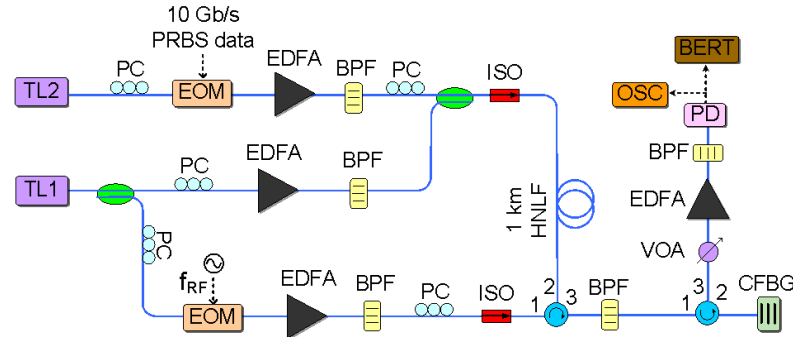 10 Gb/s
PRBS data
PC
EDFA
BPF
PC
ISO
BERT
TL2
EOM
OSC
PD
PC
EDFA
BPF
BPF
TL1
1 km
HNLF
EDFA
PC
VOA
fRF
EDFA
BPF
PC
ISO
2
1
3
BPF
3
1
2
CFBG
EOM